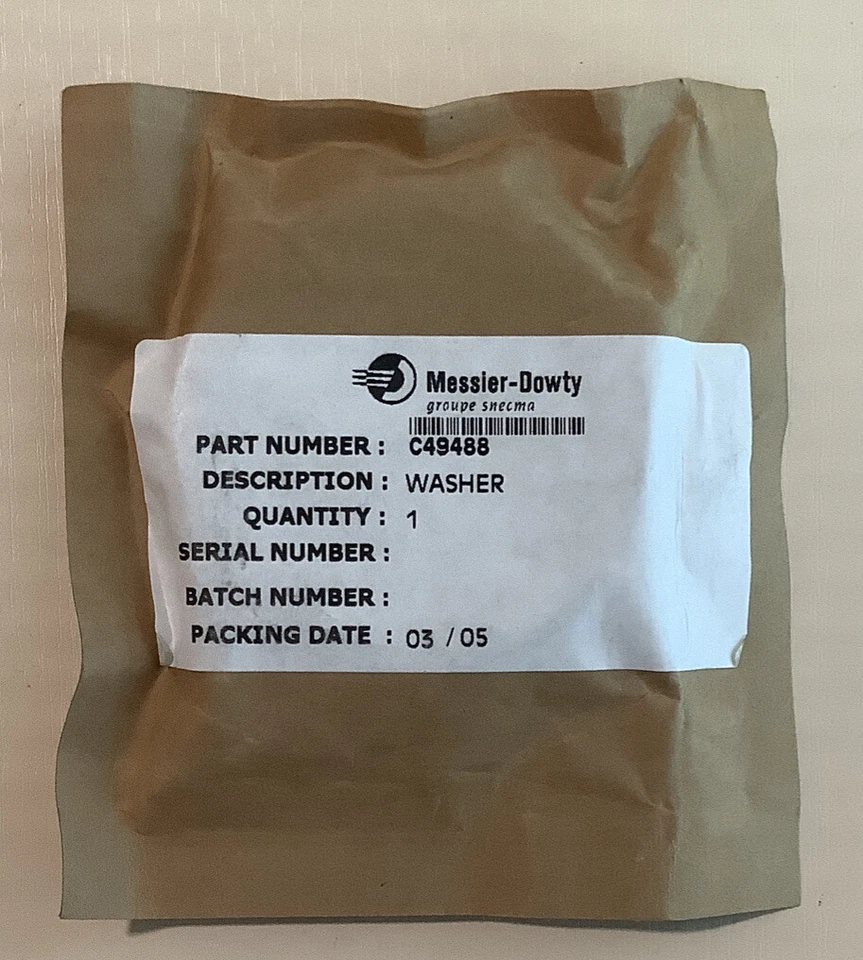 Messier-Dowty
groupe snecma
PART NUMBER : C49488
DESCRIPTION : WASHER
QUANTITY : 1
SERIAL NUMBER :
BATCH NUMBER :
PACKING DATE : 03 / 05